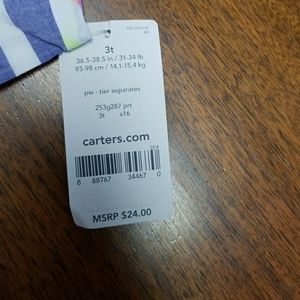 3t
36.5-38.5 in / 31-34 lb
93-98 cm / 14,1-15,4 kg
pw - tier separates
253g287 prt
3t s16
carters.com
8 88767 34467 0
MSRP $24.00